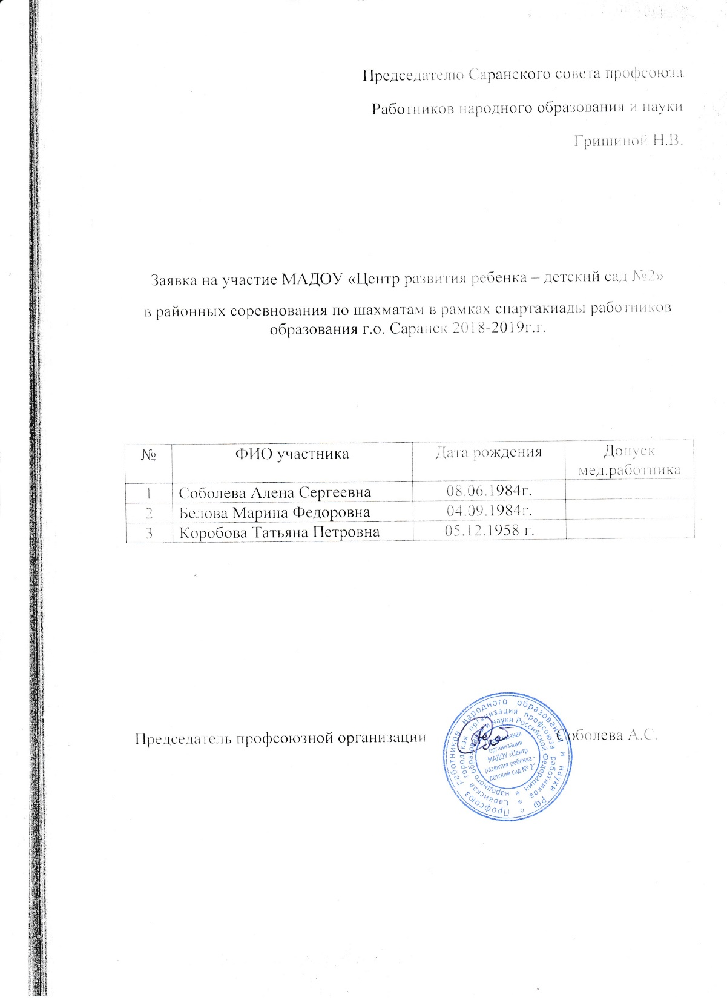 Председателю Саранского совета профсоюза
Работников народного образования и науки
Гришиной Н.В.
Заявка на участие МАДОУ «Центр развития ребенка – детский сад №2»
в районных соревнования по шахматам в рамках спартакиады работников
образования г.о. Саранск 2018-2019г.г.
№ ФИО участника Дата рождения Допуск
мед.работника
1 Соболева Алена Сергеевна 08.06.1984г.
2 Белова Марина Федоровна 04.09.1984г.
3 Коробова Татьяна Петровна 05.12.1958 г.
Председатель профсоюзной организации Соболева А.С.
Профсоюз работников народного образования и науки РФ *
Саранская городская организация профсоюза работников *
народного образования и науки Российской Федерации *
организация
МАДОУ «Центр
развития ребенка -
детский сад № 2"